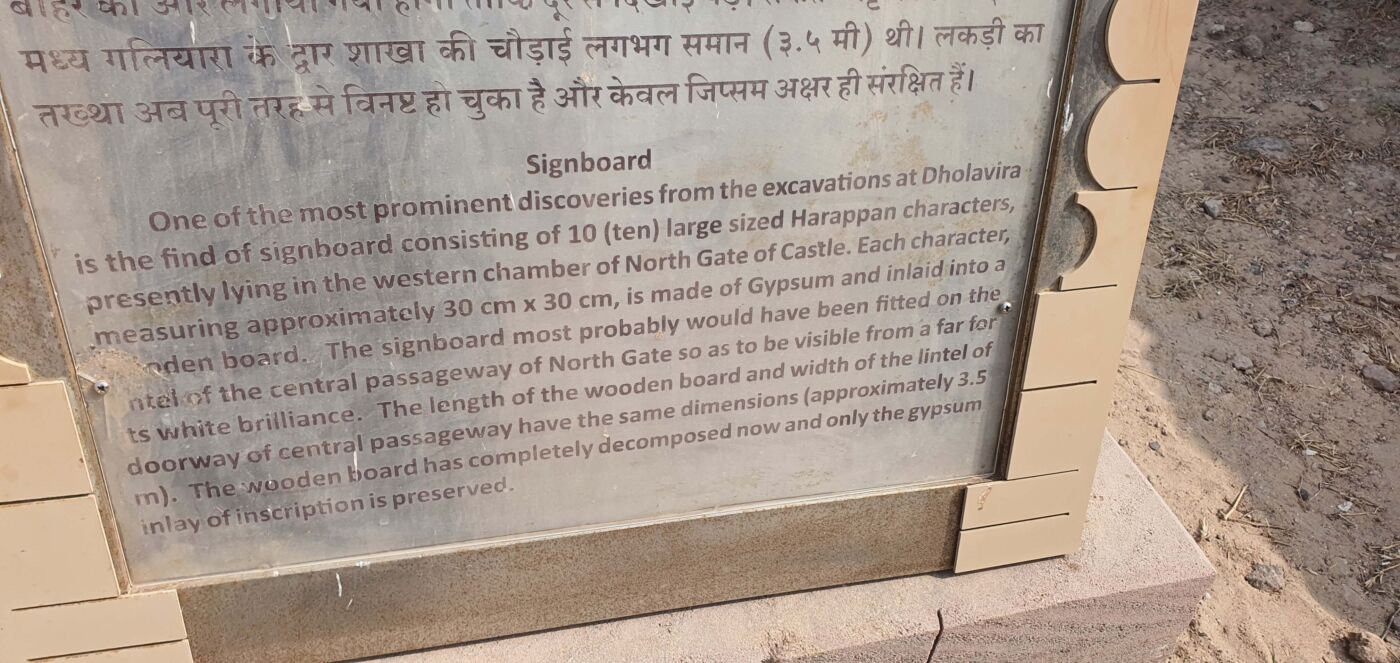 बाहर की ओर लगाया गया होगा ताकि दूर से दिखाई
मध्य गलियारा के द्वार शाखा की चौड़ाई लगभग समान (३.५ मी) थी। लकड़ी का
तख्था अब पूरी तरह से विनष्ट हो चुका है और केवल जिप्सम अक्षर ही संरक्षित हैं।
Signboard
One of the most prominent discoveries from the excavations at Dholavira
is the find of signboard consisting of 10 (ten) large sized Harappan characters,
presently lying in the western chamber of North Gate of Castle. Each character,
measuring approximately 30 cm x 30 cm, is made of Gypsum and inlaid into a
oden board. The signboard most probably would have been fitted on the
ntel of the central passageway of North Gate so as to be visible from a far for
ts white brilliance. The length of the wooden board and width of the lintel of
doorway of central passageway have the same dimensions (approximately 3.5
m). The wooden board has completely decomposed now and only the gypsum
inlay of inscription is preserved.